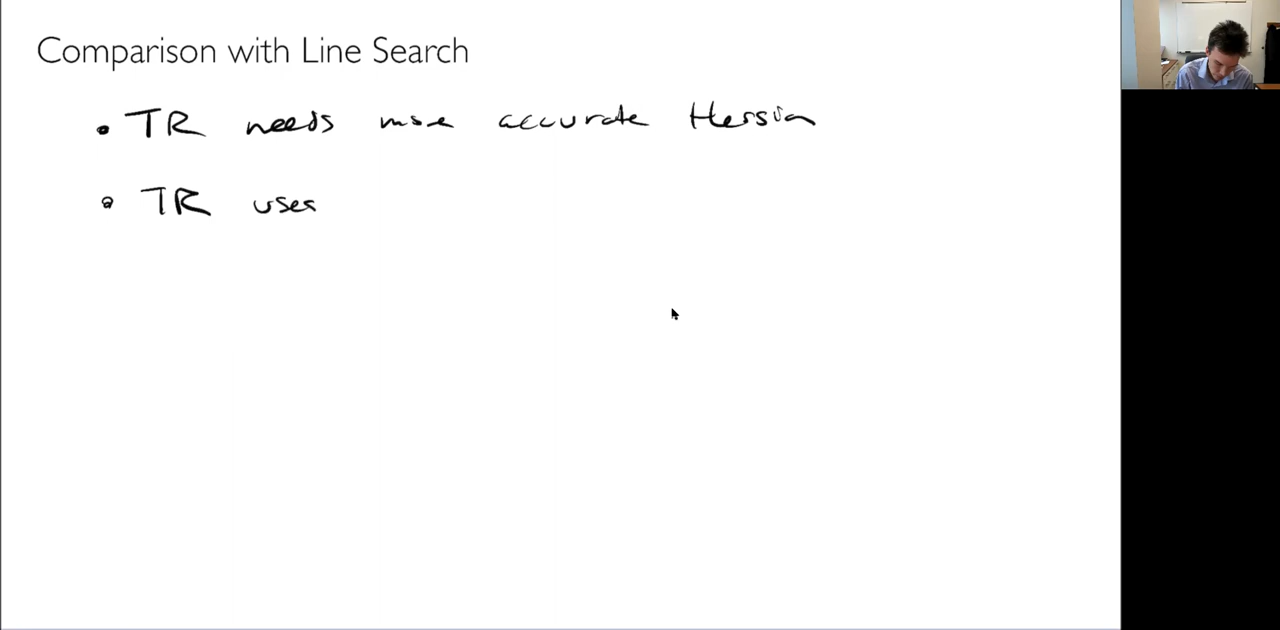 Comparison with Line Search
• TR needs more accurate Hessian
• TR uses